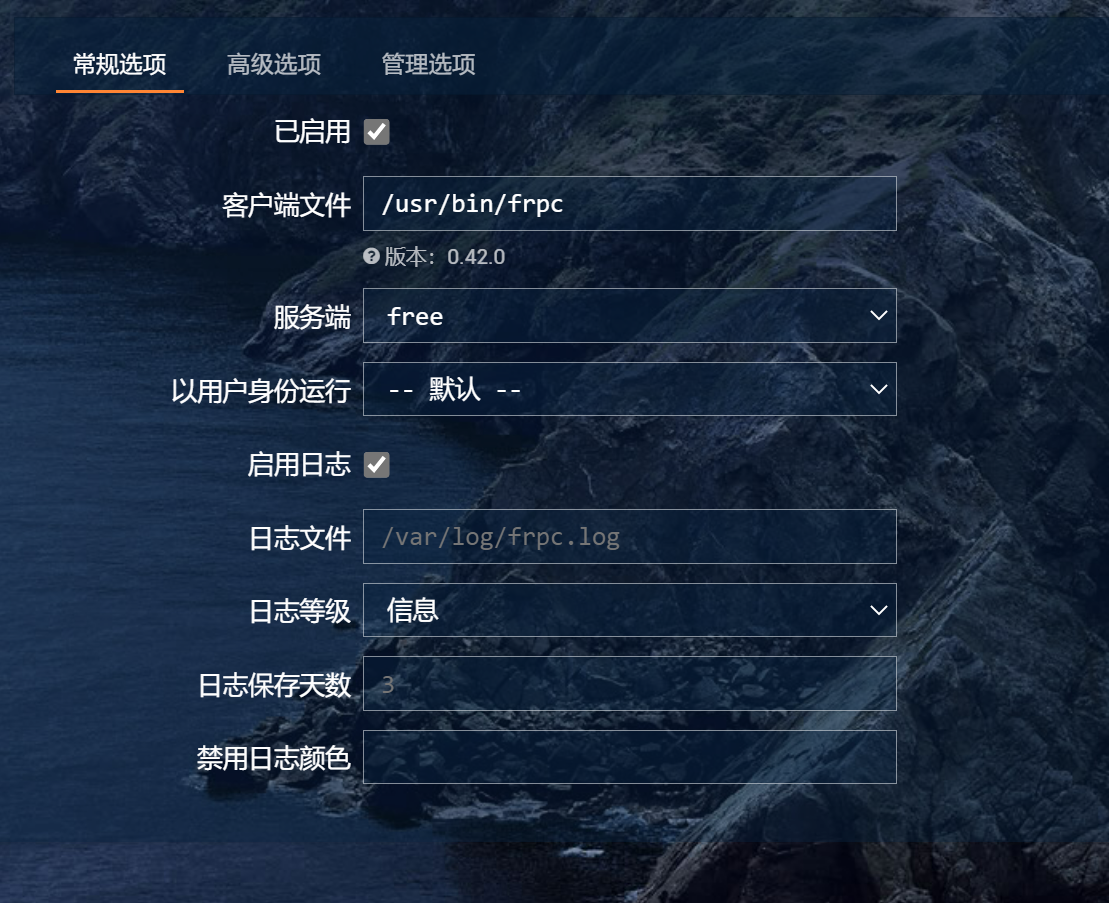 常规选项 高级选项 管理选项
已启用
客户端文件 /usr/bin/frpc
版本：0.42.0
服务端 free
以用户身份运行 -- 默认 --
启用日志
日志文件 /var/log/frpc.log
日志等级 信息
日志保存天数 3
禁用日志颜色